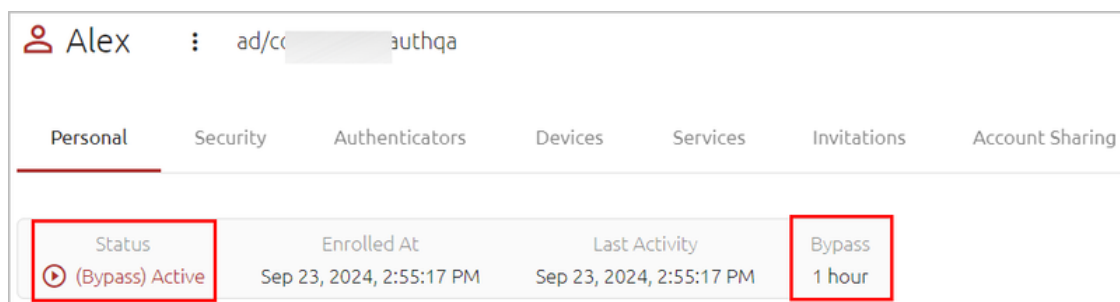 Alex ad/cc authqa
Personal Security Authenticators Devices Services Invitations Account Sharing
Status Enrolled At Last Activity Bypass
(Bypass) Active Sep 23, 2024, 2:55:17 PM Sep 23, 2024, 2:55:17 PM 1 hour